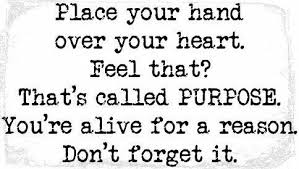 Place your hand
over your heart.
Feel that?
That's called PURPOSE.
You're alive for a reason.
Don't forget it.